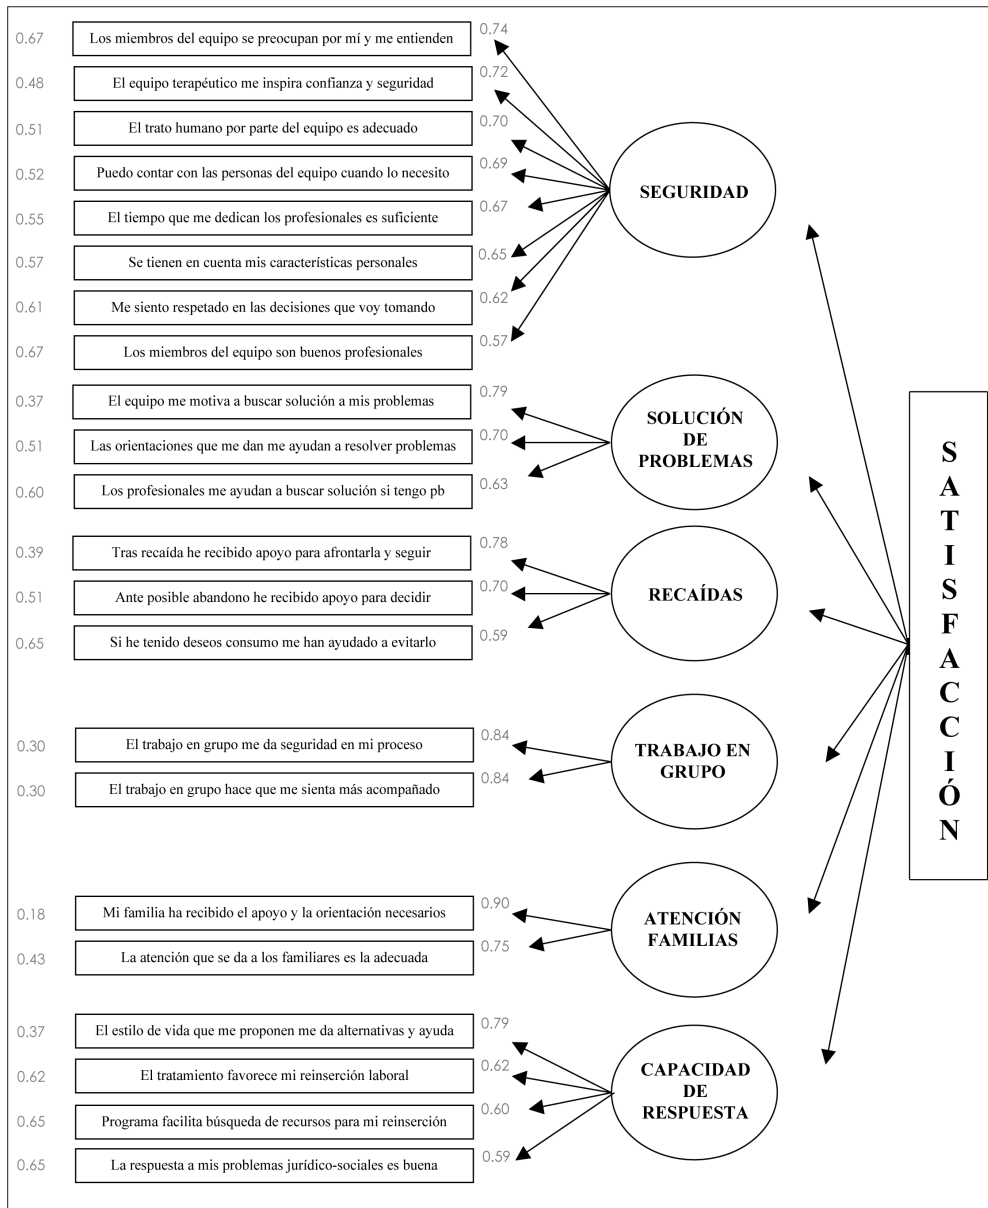 0.67 Los miembros del equipo se preocupan por mí y me entienden 0.74
0.48 El equipo terapéutico me inspira confianza y seguridad 0.72
0.51 El trato humano por parte del equipo es adecuado 0.70
0.52 Puedo contar con las personas del equipo cuando lo necesito 0.69
0.55 El tiempo que me dedican los profesionales es suficiente 0.67
0.57 Se tienen en cuenta mis características personales 0.65
0.61 Me siento respetado en las decisiones que voy tomando 0.62
0.67 Los miembros del equipo son buenos profesionales 0.57
SEGURIDAD
0.37 El equipo me motiva a buscar solución a mis problemas 0.79
0.51 Las orientaciones que me dan me ayudan a resolver problemas 0.70
0.60 Los profesionales me ayudan a buscar solución si tengo pb 0.63
SOLUCIÓN
DE
PROBLEMAS
0.39 Tras recaída he recibido apoyo para afrontarla y seguir 0.78
0.51 Ante posible abandono he recibido apoyo para decidir 0.70
0.65 Si he tenido deseos consumo me han ayudado a evitarlo 0.59
RECAÍDAS
0.30 El trabajo en grupo me da seguridad en mi proceso 0.84
0.30 El trabajo en grupo hace que me sienta más acompañado 0.84
TRABAJO EN
GRUPO
0.18 Mi familia ha recibido el apoyo y la orientación necesarios 0.90
0.43 La atención que se da a los familiares es la adecuada 0.75
ATENCIÓN
FAMILIAS
0.37 El estilo de vida que me proponen me da alternativas y ayuda 0.79
0.62 El tratamiento favorece mi reinserción laboral 0.62
0.65 Programa facilita búsqueda de recursos para mi reinserción 0.60
0.65 La respuesta a mis problemas jurídico-sociales es buena 0.59
CAPACIDAD
DE
RESPUESTA
SATISFACCIÓN